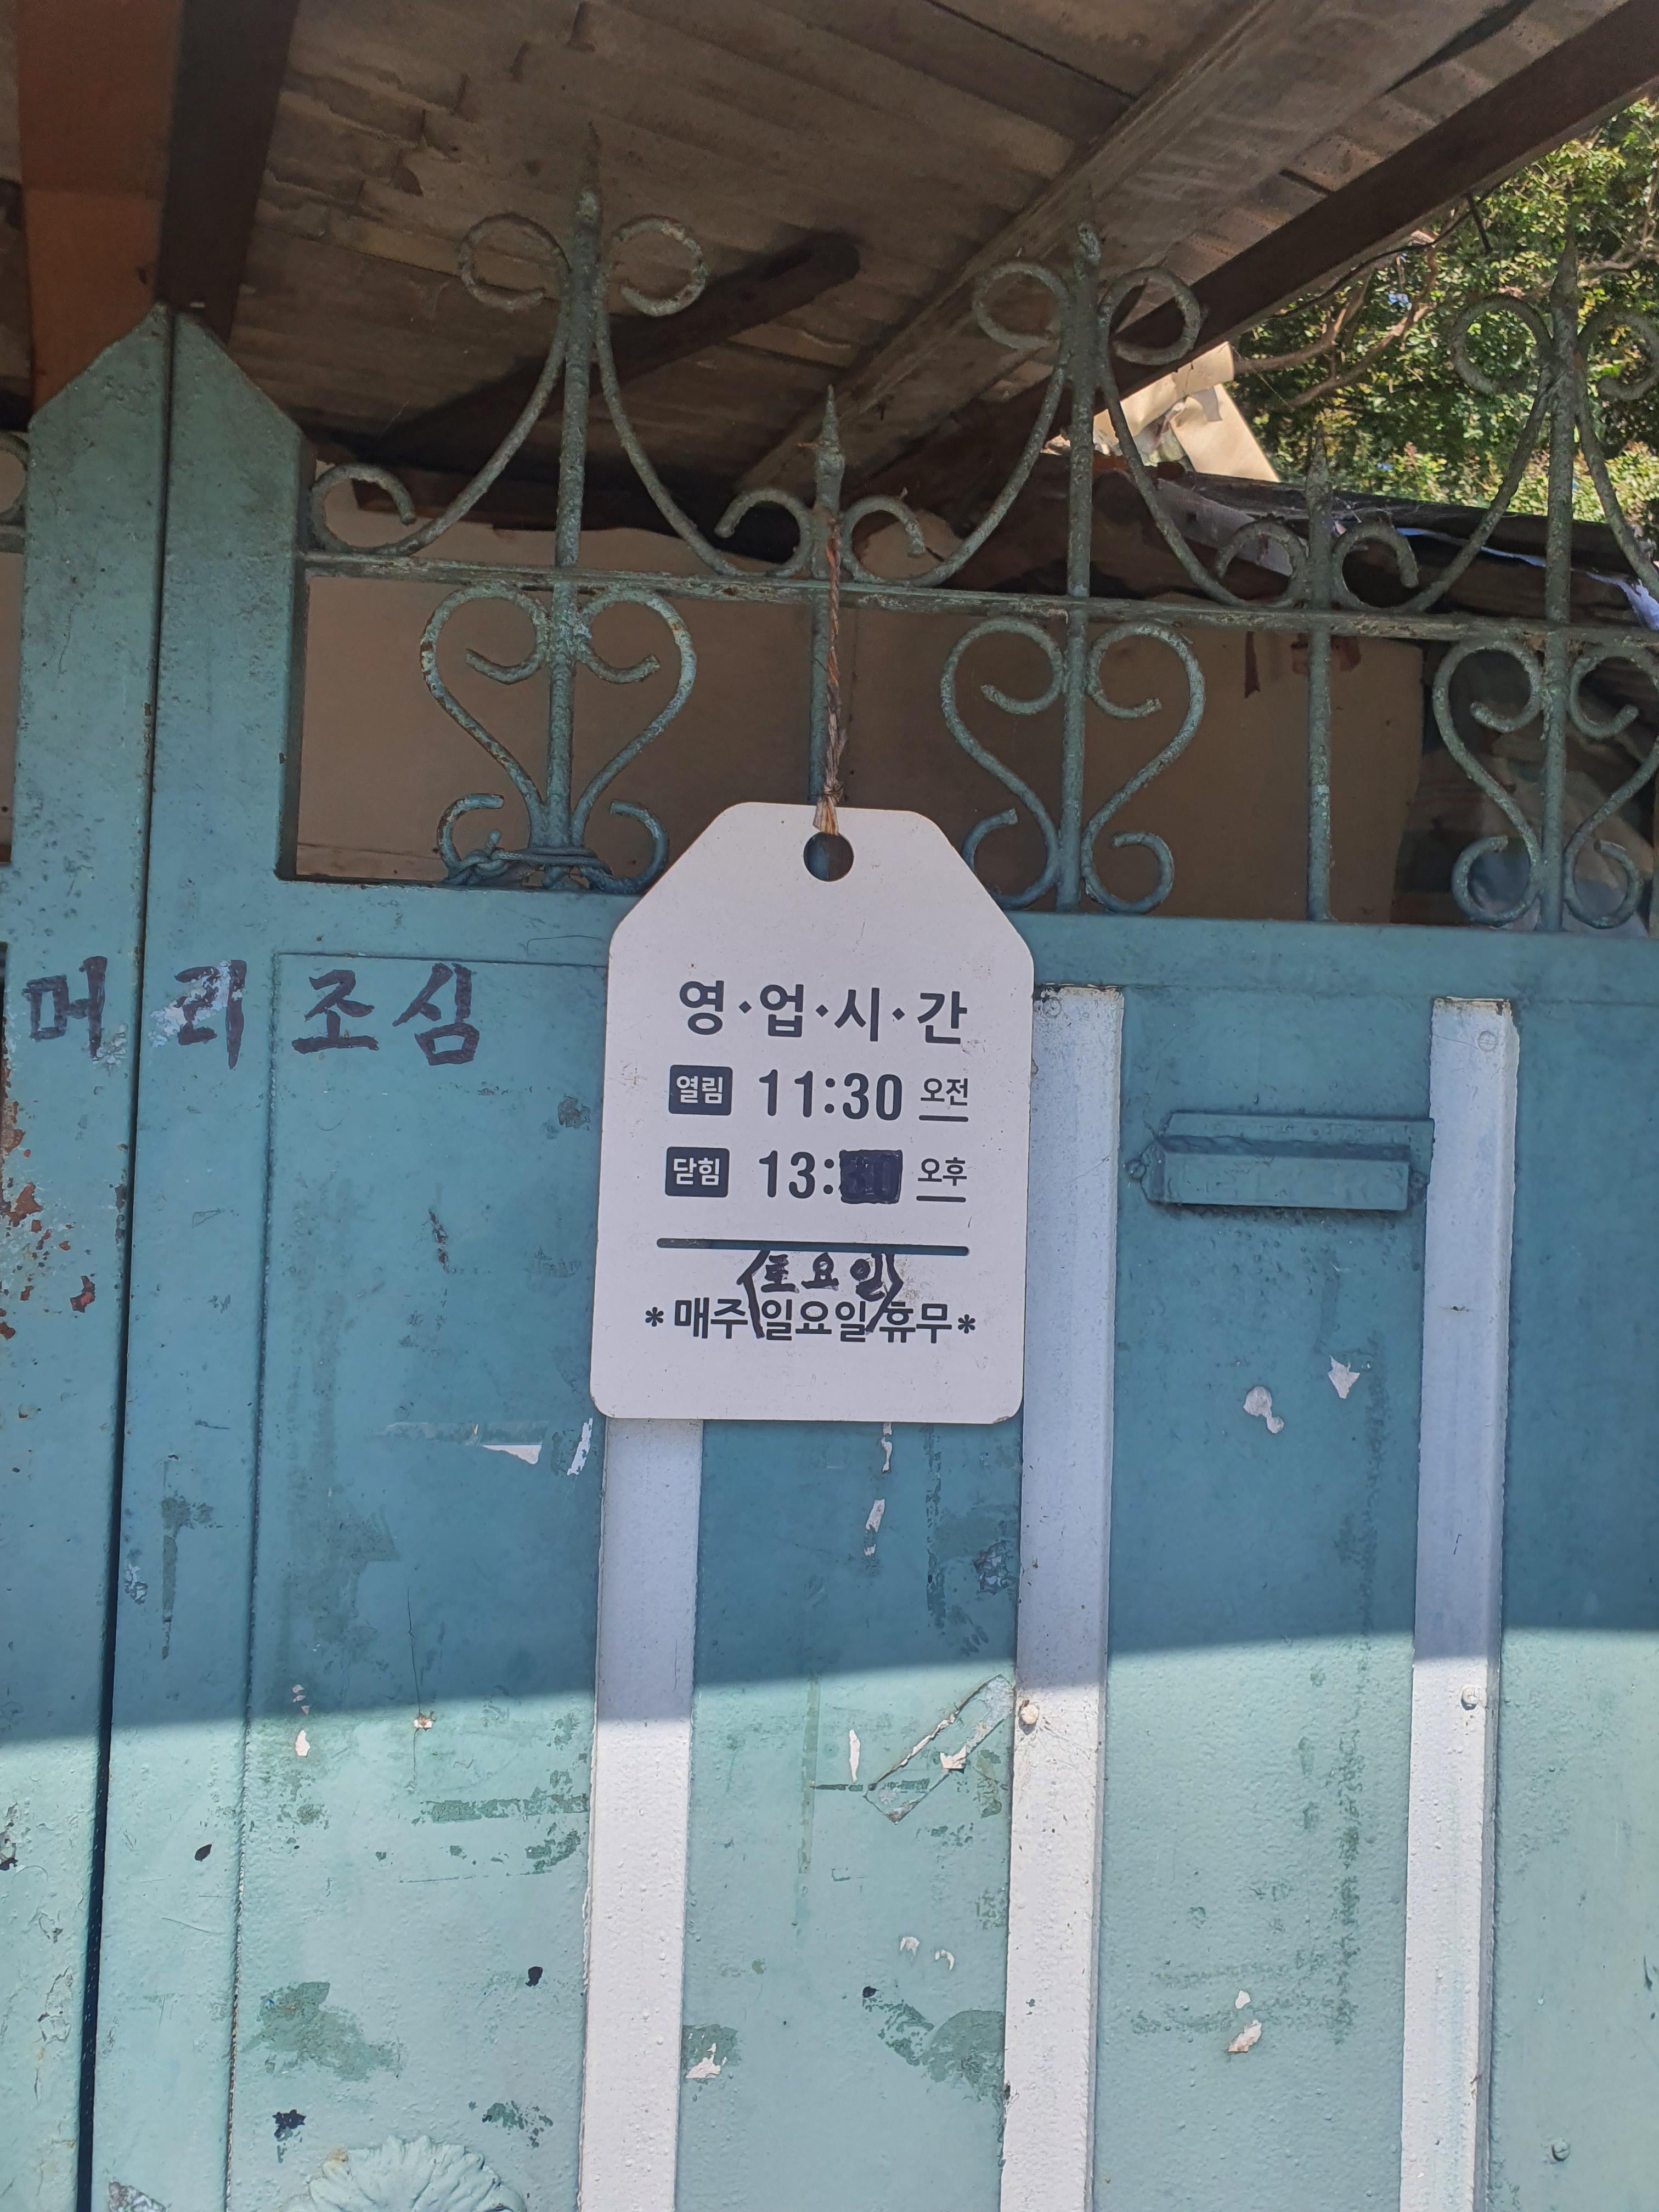 머리조심
영·업·시·간
열림 11:30 오전
닫힘 13: 오후
토요일
*매주 일요일 휴무*